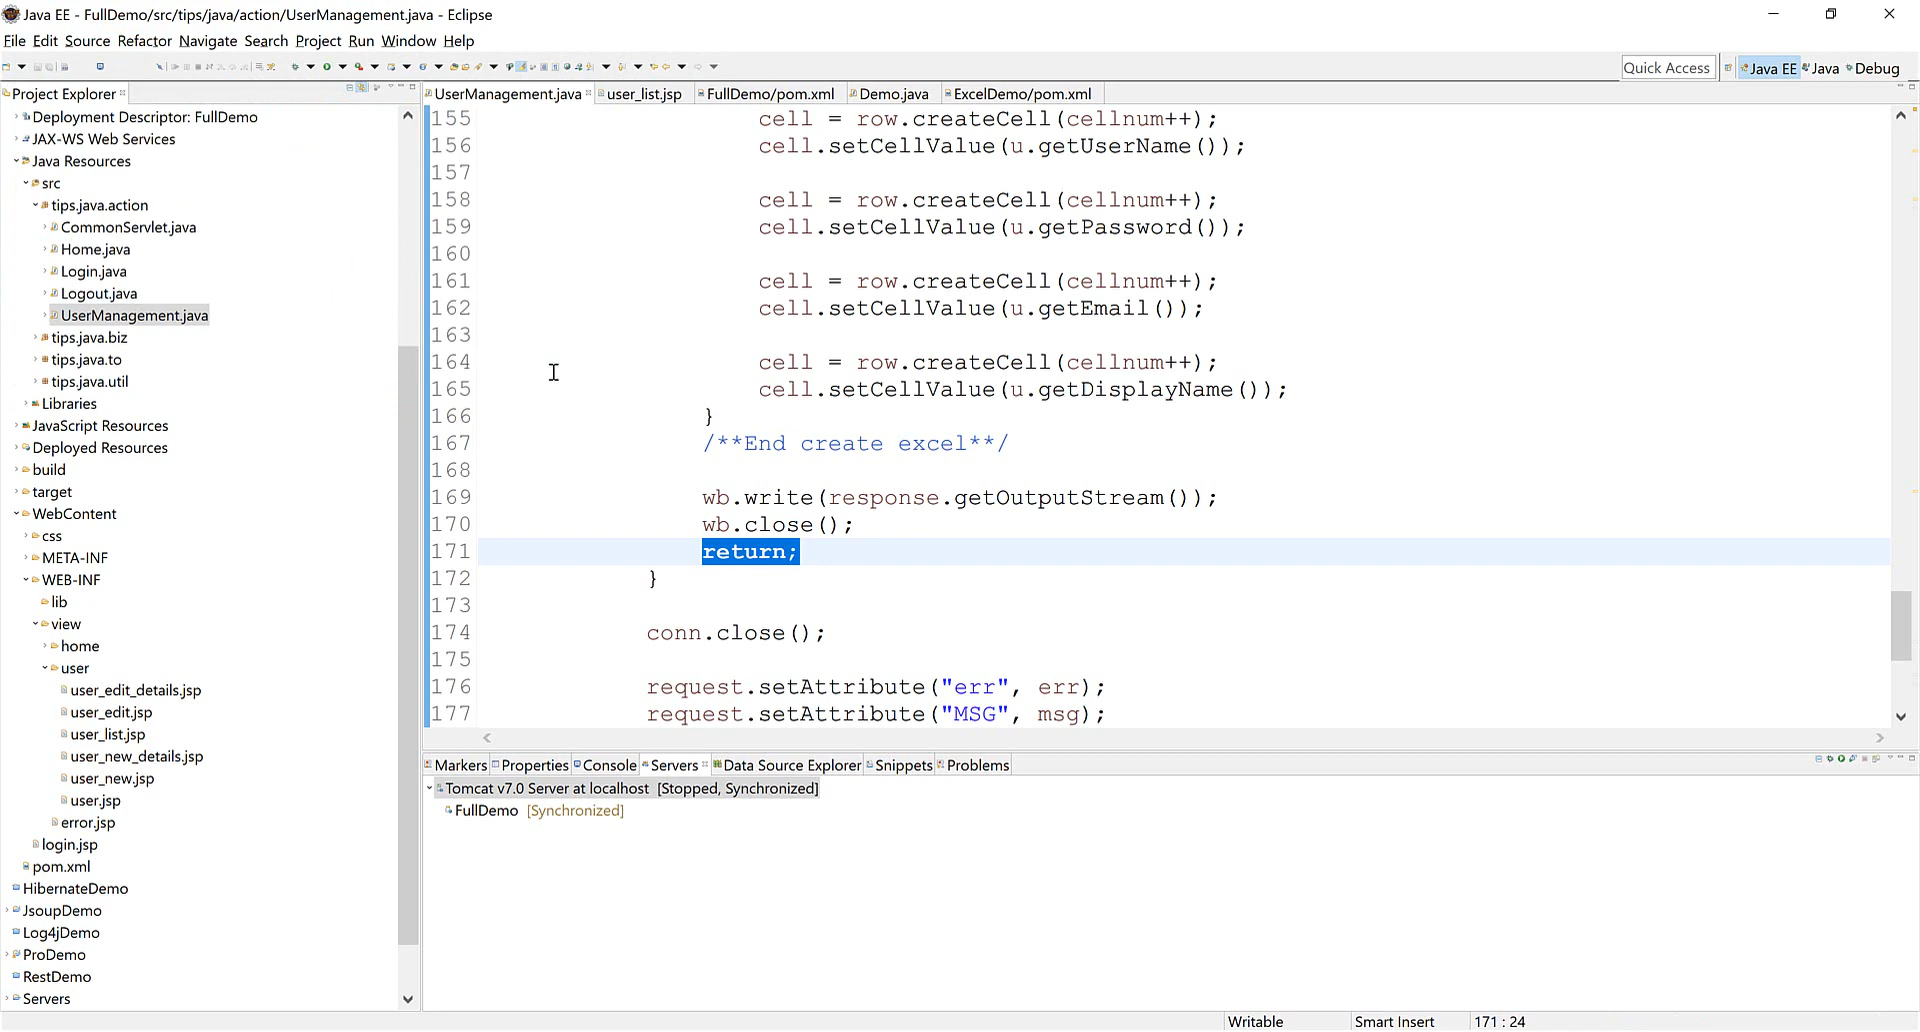 Java EE - FullDemo/src/tips/java/action/UserManagement.java - Eclipse
File Edit Source Refactor Navigate Search Project Run Window Help
Quick Access Java EE Java Debug
Project Explorer
Deployment Descriptor: FullDemo
JAX-WS Web Services
Java Resources
src
tips.java.action
CommonServlet.java
Home.java
Login.java
Logout.java
UserManagement.java
tips.java.biz
tips.java.to
tips.java.util
Libraries
JavaScript Resources
Deployed Resources
build
target
WebContent
css
META-INF
WEB-INF
lib
view
home
user
user_edit_details.jsp
user_edit.jsp
user_list.jsp
user_new_details.jsp
user_new.jsp
user.jsp
error.jsp
login.jsp
pom.xml
HibernateDemo
JsoupDemo
Log4jDemo
ProDemo
RestDemo
Servers
UserManagement.java user_list.jsp FullDemo/pom.xml Demo.java ExcelDemo/pom.xml
155 cell = row.createCell(cellnum++);
156 cell.setCellValue(u.getUserName());
157
158 cell = row.createCell(cellnum++);
159 cell.setCellValue(u.getPassword());
160
161 cell = row.createCell(cellnum++);
162 cell.setCellValue(u.getEmail());
163
164 cell = row.createCell(cellnum++);
165 cell.setCellValue(u.getDisplayName());
166 }
167 /**End create excel**/
168
169 wb.write(response.getOutputStream());
170 wb.close();
171 return;
172 }
173
174 conn.close();
175
176 request.setAttribute("err", err);
177 request.setAttribute("MSG", msg);
Markers Properties Console Servers Data Source Explorer Snippets Problems
Tomcat v7.0 Server at localhost [Stopped, Synchronized]
FullDemo [Synchronized]
Writable Smart Insert 171 : 24